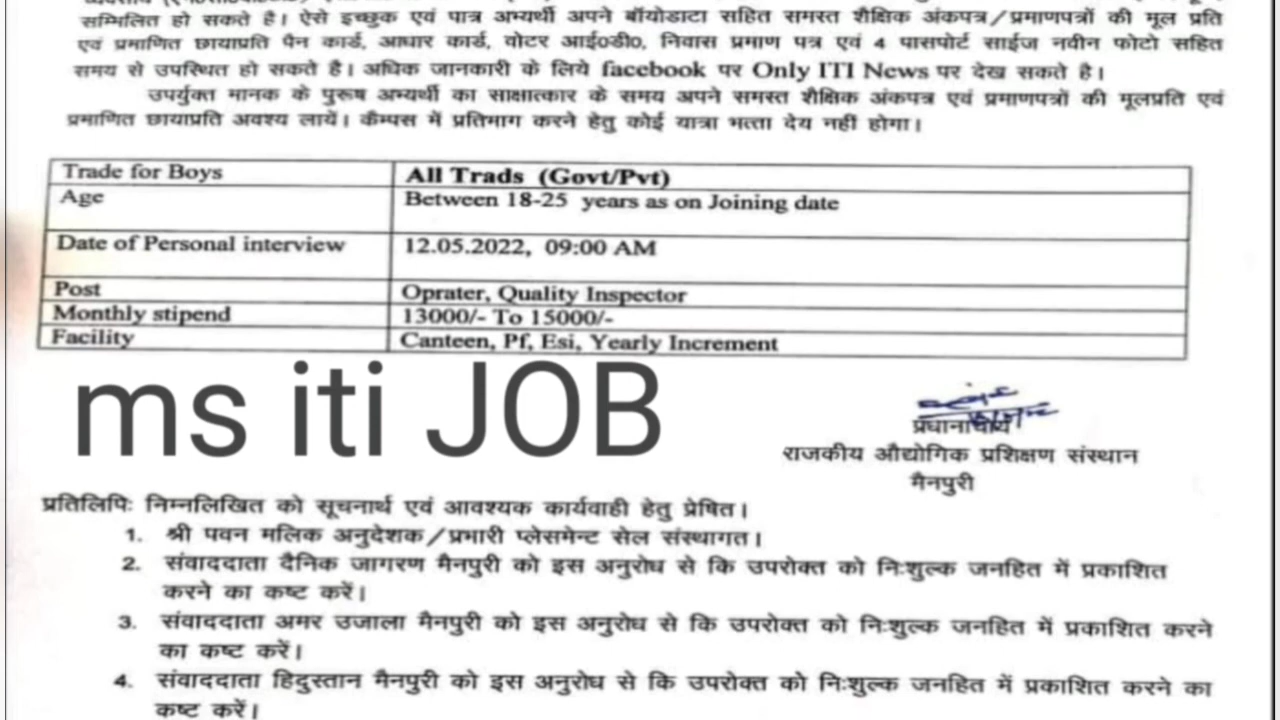 सम्मिलित हो सकते है। ऐसे इच्छुक एवं पात्र अभ्यर्थी अपने बॉयोडाटा सहित समस्त शैक्षिक अंकपत्र/प्रमाणपत्रों की मूल प्रति
एवं प्रमाणित छायाप्रति पैन कार्ड, आधार कार्ड, वोटर आई0डी0, निवास प्रमाण पत्र एवं 4 पासपोर्ट साईज नवीन फोटो सहित
समय से उपस्थित हो सकते है। अधिक जानकारी के लिये facebook पर Only ITI News पर देख सकते है।
उपर्युक्त मानक के पुरूष अभ्यर्थी का साक्षात्कार के समय अपने समस्त शैक्षिक अंकपत्र एवं प्रमाणपत्रों की मूलप्रति एवं
प्रमाणित छायाप्रति अवश्य लायें। कैम्पस में प्रतिभाग करने हेतु कोई यात्रा भत्ता देय नहीं होगा।
Trade for Boys All Trads (Govt/Pvt)
Age Between 18-25 years as on Joining date
Date of Personal interview 12.05.2022, 09:00 AM
Post Oprater, Quality Inspector
Monthly stipend 13000/- To 15000/-
Facility Canteen, Pf, Esi, Yearly Increment
ms iti JOB
प्रधानाचार्य
राजकीय औद्योगिक प्रशिक्षण संस्थान
मैनपुरी
प्रतिलिपिः निम्नलिखित को सूचनार्थ एवं आवश्यक कार्यवाही हेतु प्रेषित।
1. श्री पवन मलिक अनुदेशक/प्रभारी प्लेसमेन्ट सेल संस्थागत।
2. संवाददाता दैनिक जागरण मैनपुरी को इस अनुरोध से कि उपरोक्त को निःशुल्क जनहित में प्रकाशित
करने का कष्ट करें।
3. संवाददाता अमर उजाला मैनपुरी को इस अनुरोध से कि उपरोक्त को निःशुल्क जनहित में प्रकाशित करने
का कष्ट करें।
4. संवाददाता हिदुस्तान मैनपुरी को इस अनुरोध से कि उपरोक्त को निःशुल्क जनहित में प्रकाशित करने का
कष्ट करें।